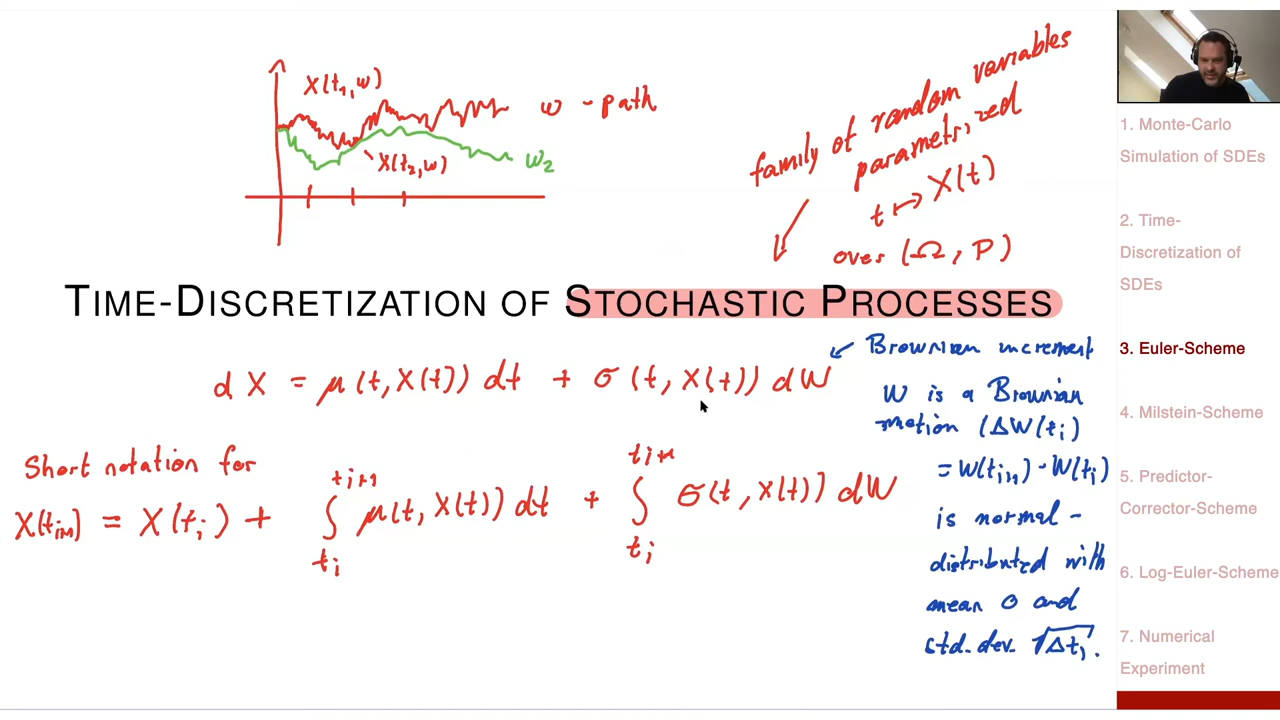 X(t₁,ω)
ω - path
X(t₂,ω)
ω₂
family of random variables
parametrized
t ↦ X(t)
over (Ω, P)
TIME-DISCRETIZATION OF STOCHASTIC PROCESSES
dX = μ(t,X(t)) dt + σ(t,X(t)) dW
Brownian increment
W is a Brownian
motion (ΔW(tᵢ)
= W(tᵢ₊₁) - W(tᵢ)
is normal-
distributed with
mean 0 and
std.dev. √Δtᵢ.
Short notation for
X(tᵢ₊₁) = X(tᵢ) + ∫_{tᵢ}^{tᵢ₊₁} μ(t, X(t)) dt + ∫_{tᵢ}^{tᵢ₊₁} σ(t, X(t)) dW
1. Monte-Carlo
Simulation of SDEs
2. Time-
Discretization of
SDEs
3. Euler-Scheme
4. Milstein-Scheme
5. Predictor-
Corrector-Scheme
6. Log-Euler-Scheme
7. Numerical
Experiment